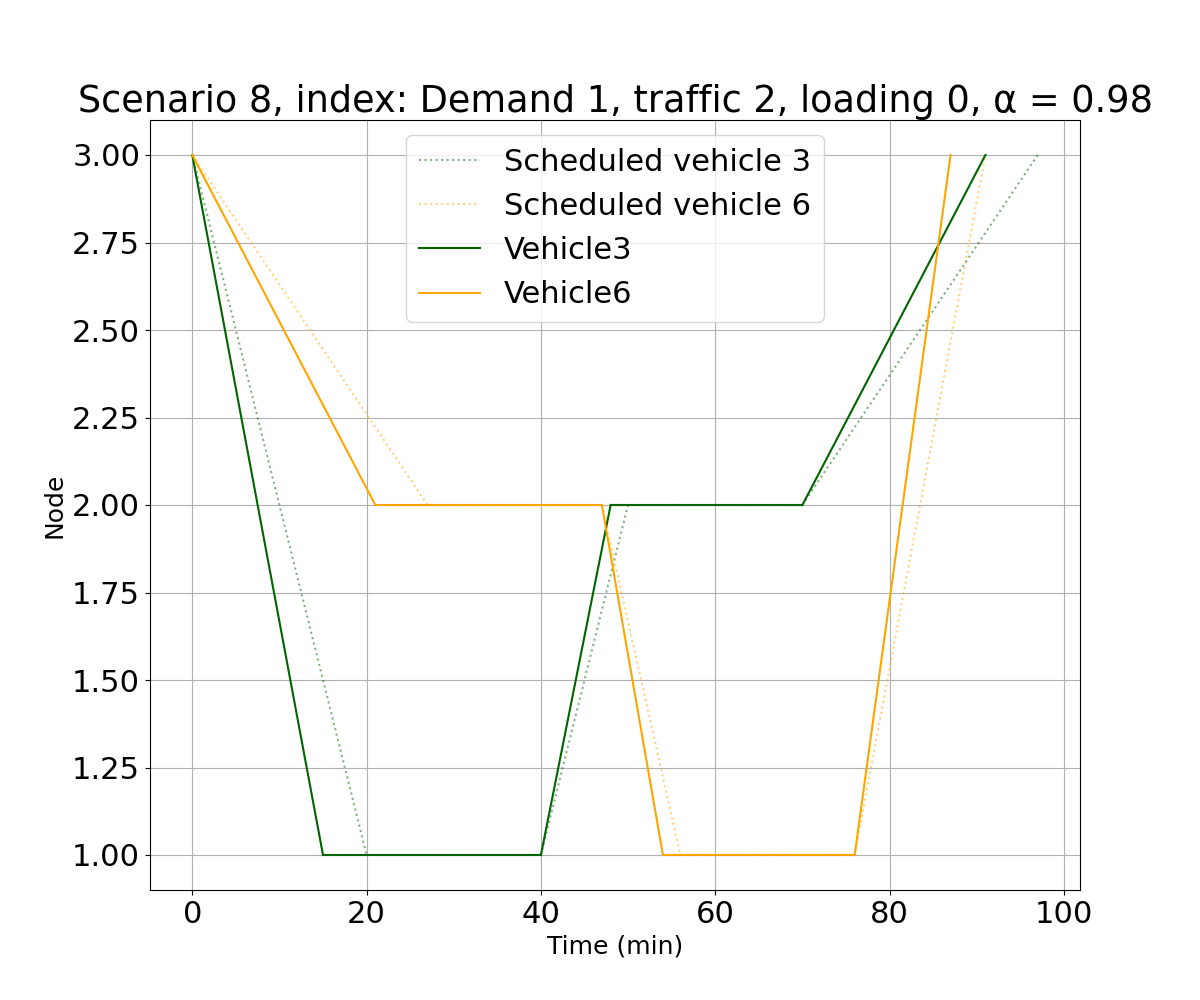 Scenario 8, index: Demand 1, traffic 2, loading 0, α = 0.98
Scheduled vehicle 3
Scheduled vehicle 6
Vehicle3
Vehicle6
3.00
2.75
2.50
2.25
2.00
1.75
1.50
1.25
1.00
Node
0 20 40 60 80 100
Time (min)